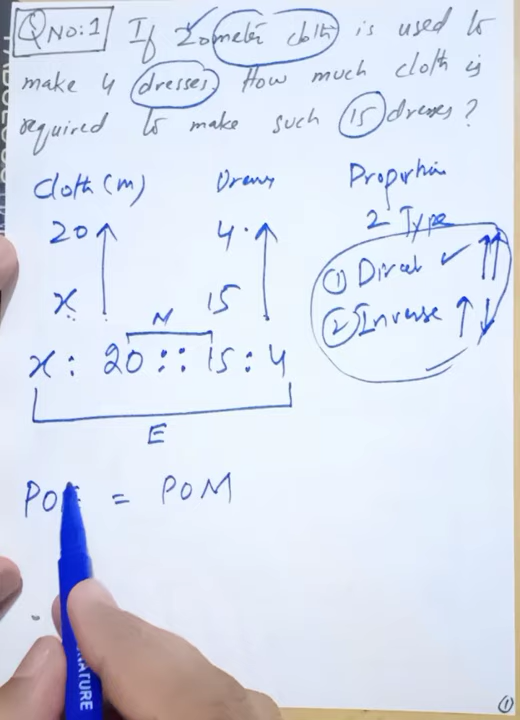 Q No:1 If 20 meter cloth is used to
make 4 dresses. How much cloth is
required to make such 15 dresses?
Cloth (m) Dress Proportion
20 4 2 Type
① Direct ✓ ↑↑
x 15
② Inverse ↑↓
M
x : 20 :: 15 : 4
E
= POM
NATURE
①